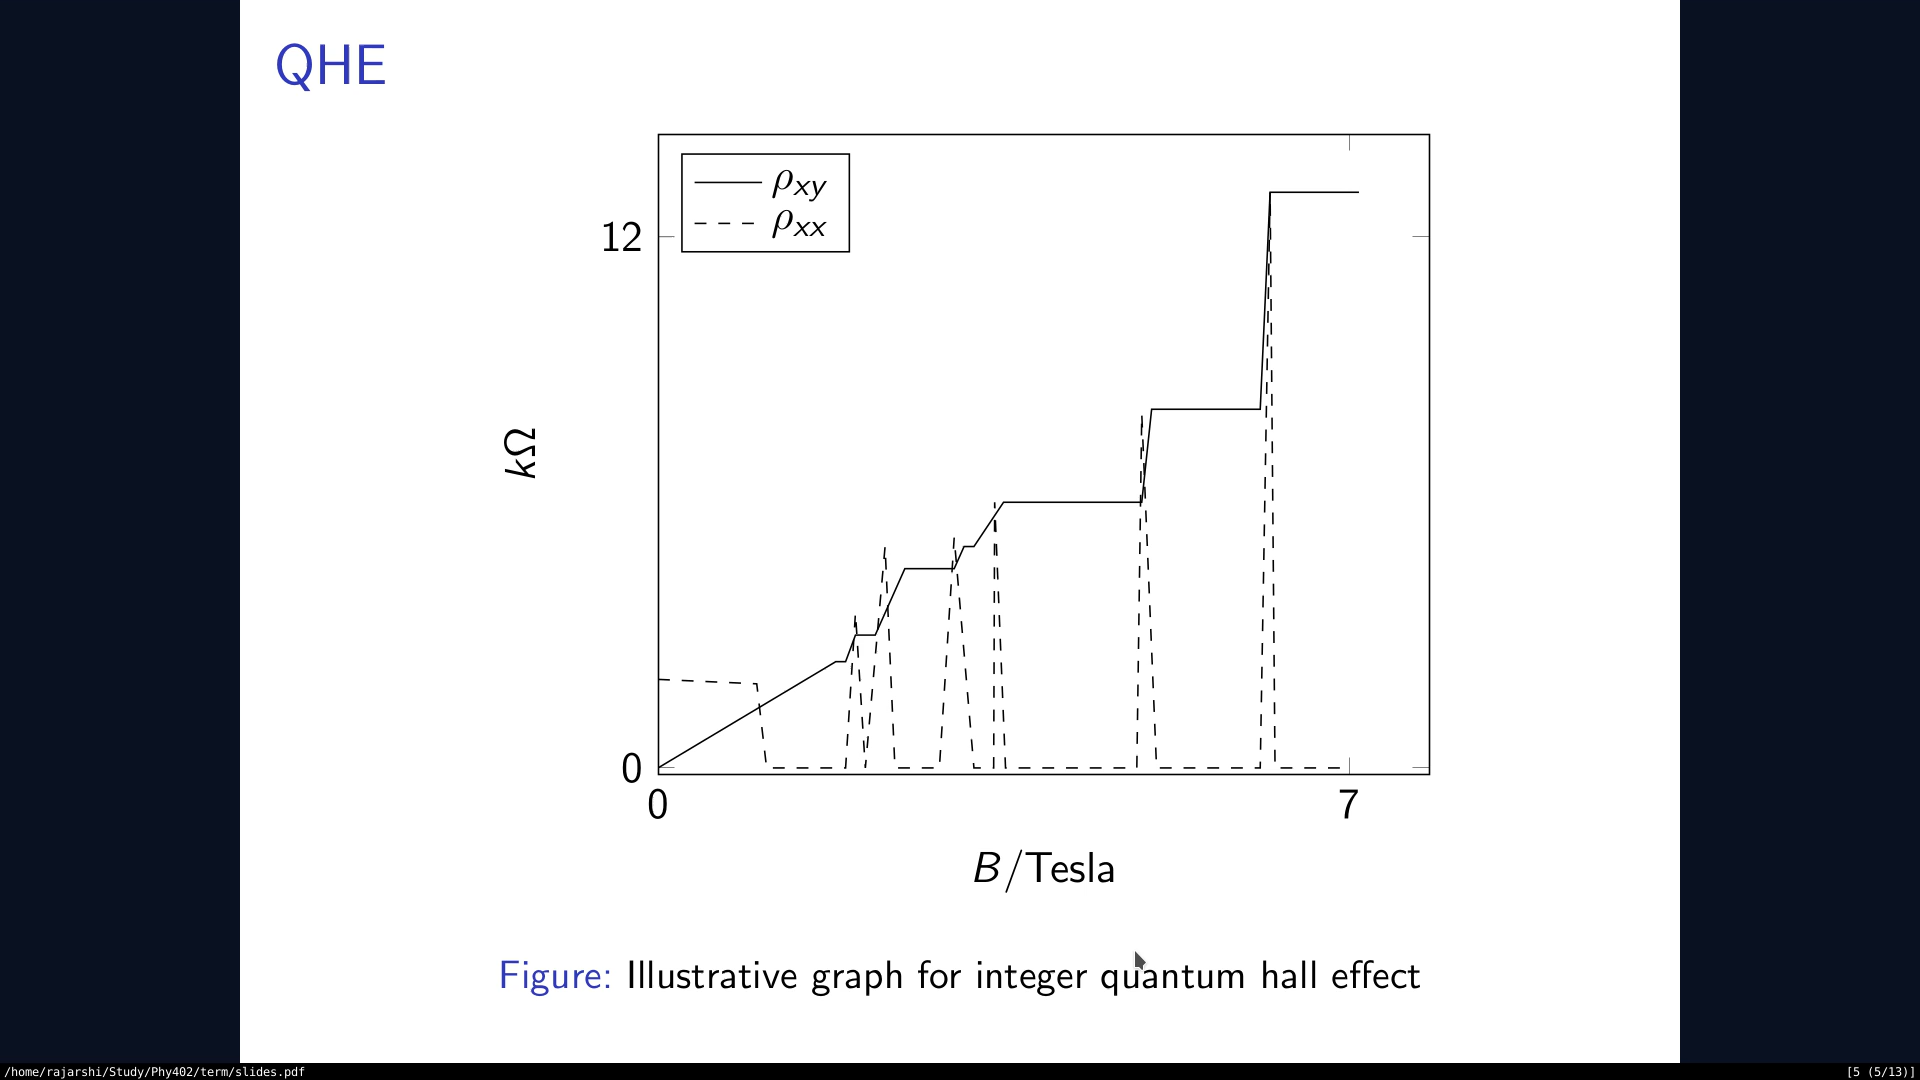 QHE
ρxy
ρxx
12
kΩ
0
0 7
B/Tesla
Figure: Illustrative graph for integer quantum hall effect
/home/rajarshi/Study/Phy402/term/slides.pdf [5 (5/13)]